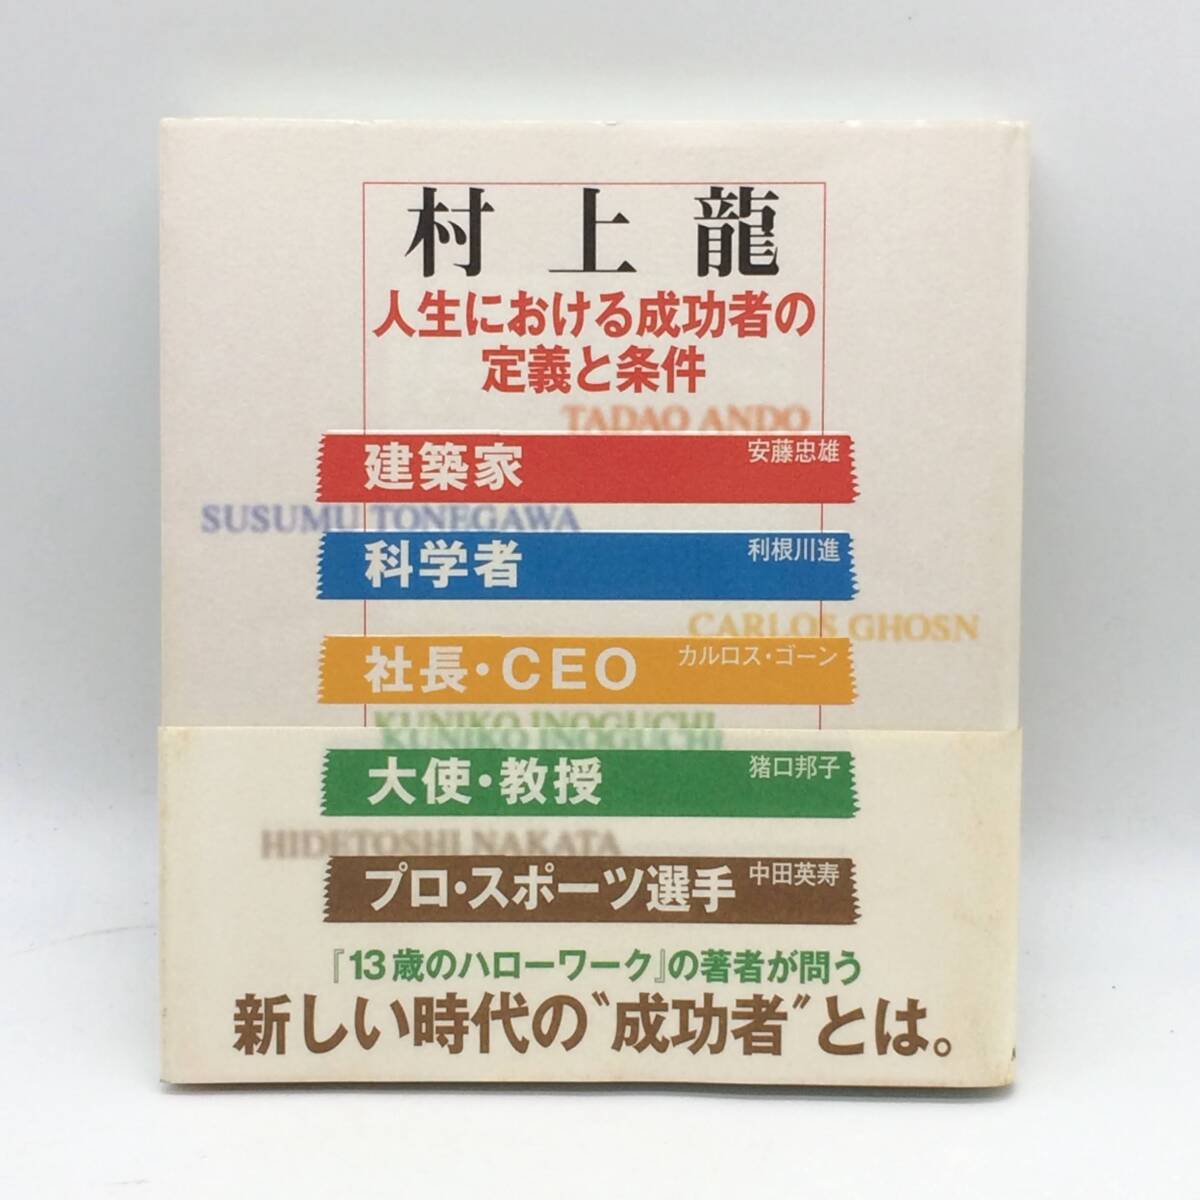 村上龍
人生における成功者の
定義と条件
TADAO ANDO
建築家 安藤忠雄
SUSUMU TONEGAWA
科学者 利根川進
CARLOS GHOSN
社長・CEO カルロス・ゴーン
KUNIKO INOGUCHI
KUNIKO INOGUCHI
大使・教授 猪口邦子
HIDETOSHI NAKATA
プロ・スポーツ選手 中田英寿
『13歳のハローワーク』の著者が問う
新しい時代の“成功者”とは。